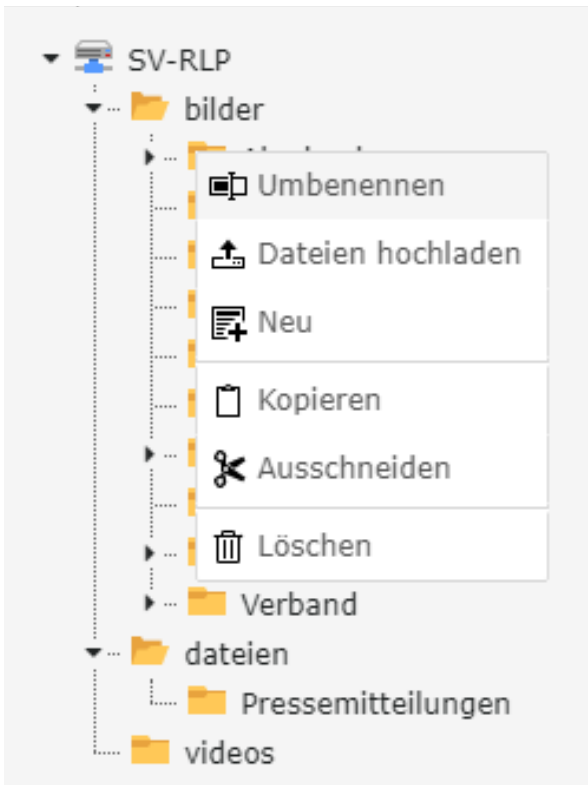 SV-RLP
bilder
Umbenennen
Dateien hochladen
Neu
Kopieren
Ausschneiden
Löschen
Verband
dateien
Pressemitteilungen
videos